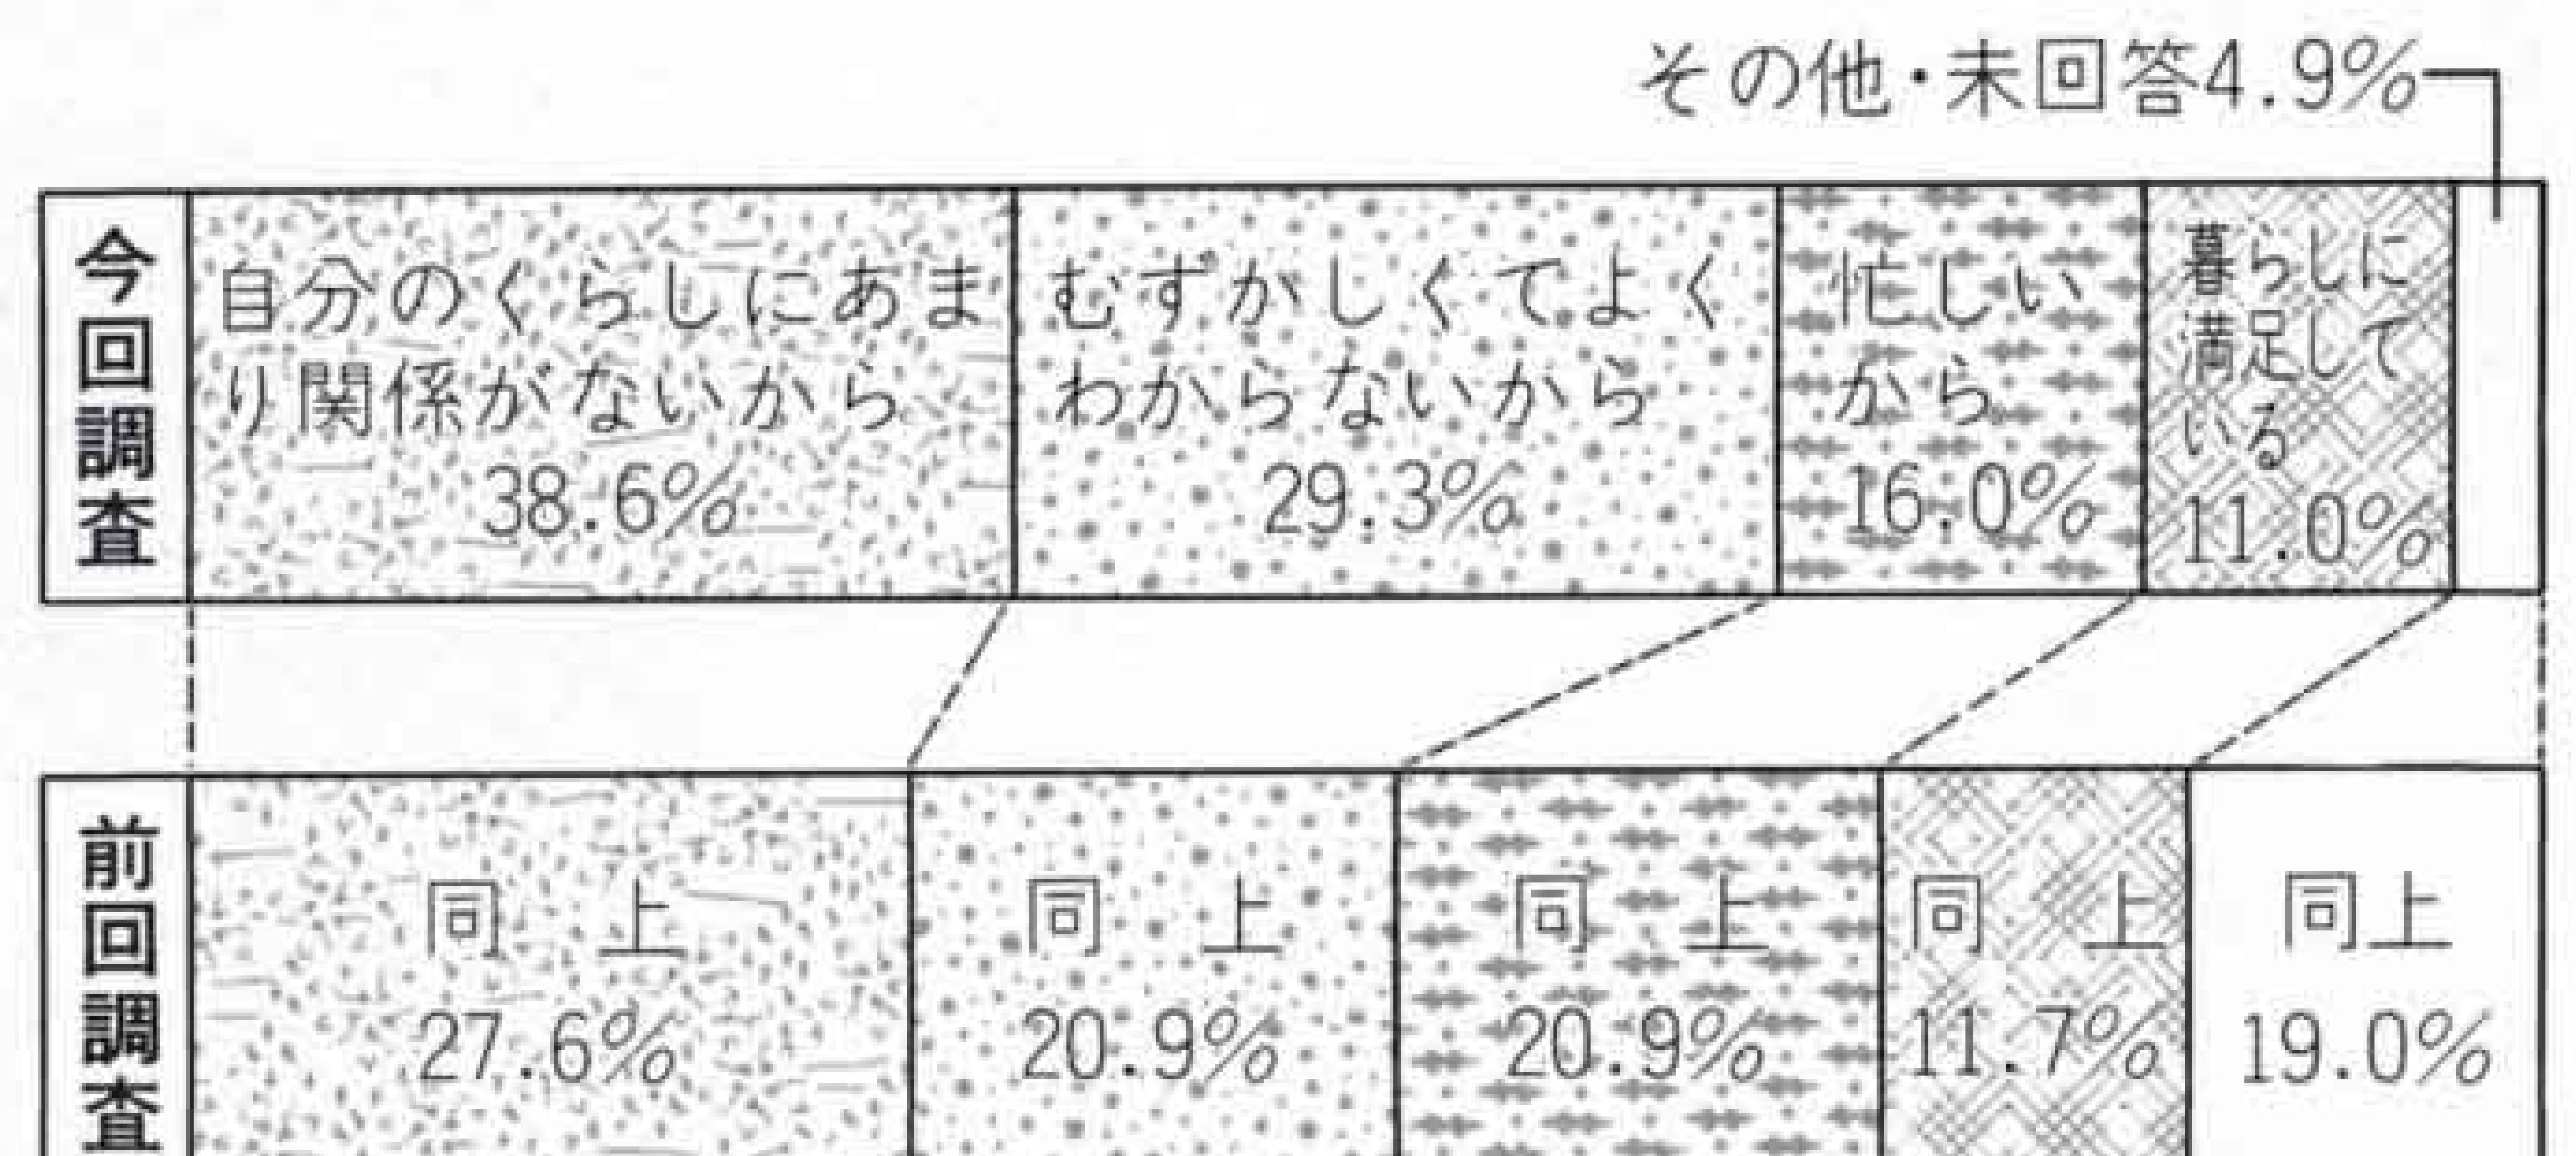 その他・未回答4.9%
今回調査
自分のくらしにあま
り関係がないから
38.6%
むずかしくてよく
わからないから
29.3%
忙しい
から
16.0%
暮らしに
満足して
いる
11.0%
前回調査
同上
27.6%
同上
20.9%
同上
20.9%
同上
11.7%
同上
19.0%